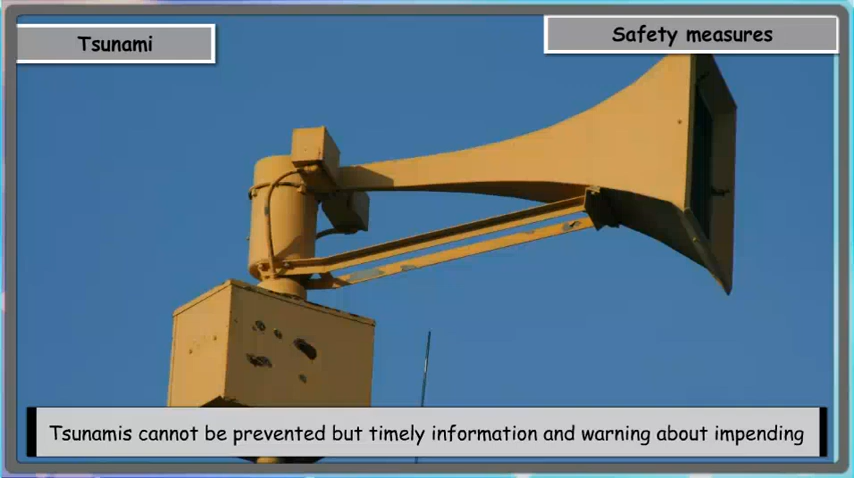 Tsunami
Safety measures
Tsunamis cannot be prevented but timely information and warning about impending